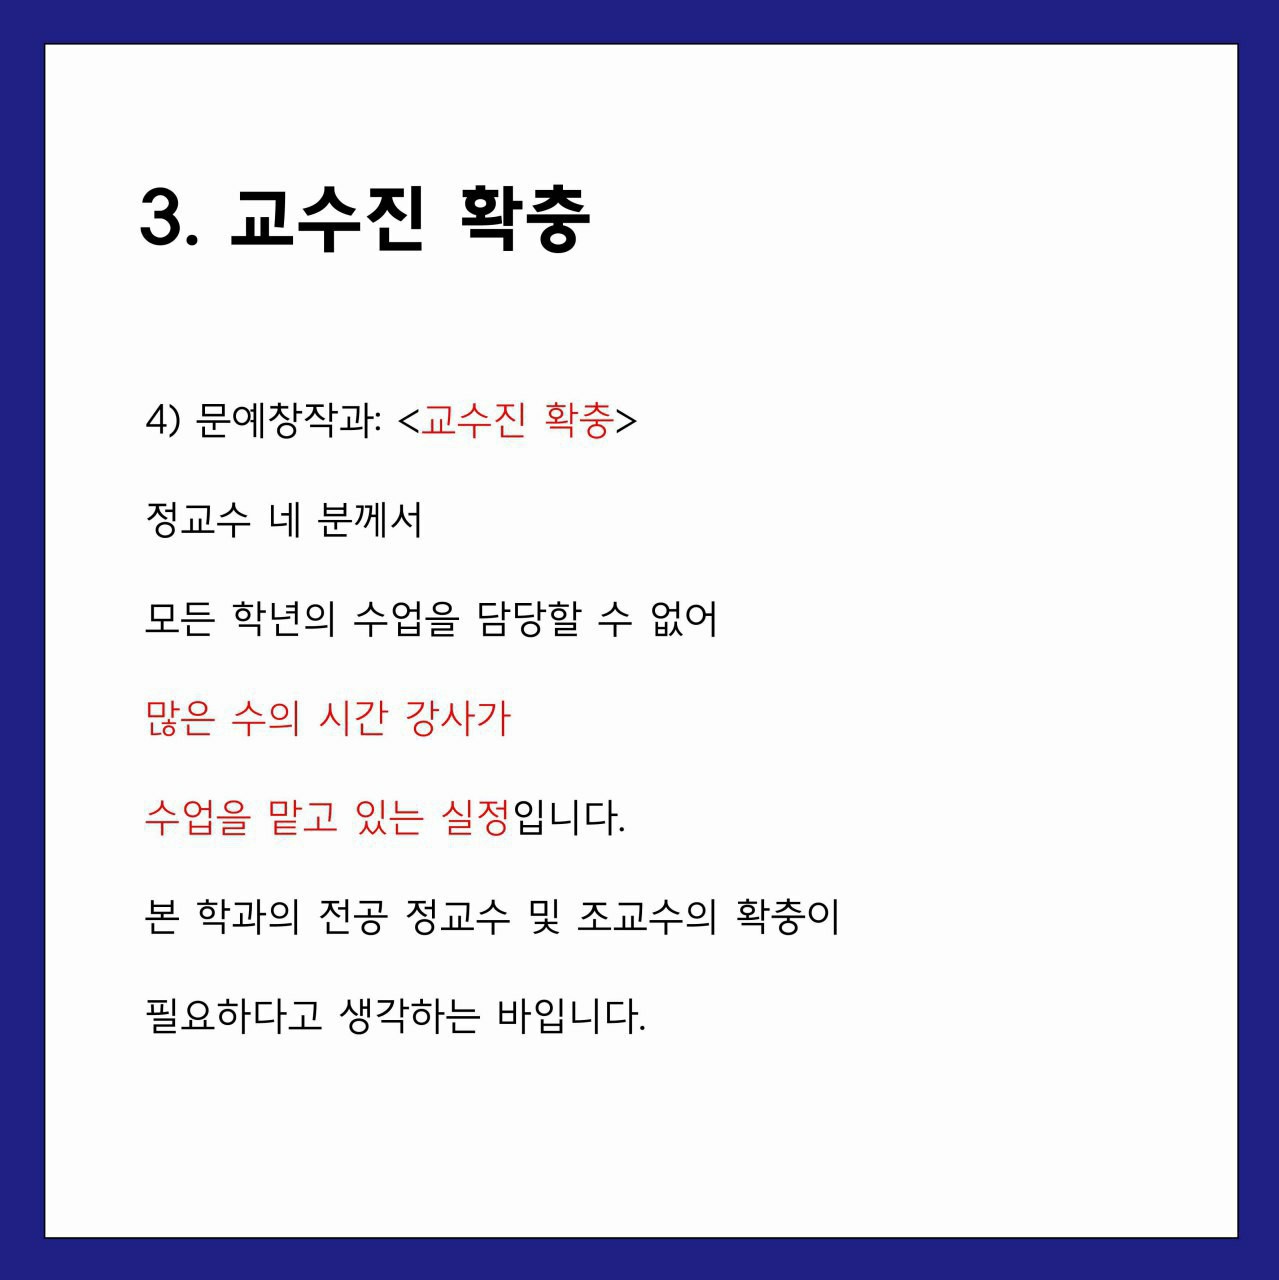 3. 교수진 확충
4) 문예창작과: <교수진 확충>
정교수 네 분께서
모든 학년의 수업을 담당할 수 없어
많은 수의 시간 강사가
수업을 맡고 있는 실정입니다.
본 학과의 전공 정교수 및 조교수의 확충이
필요하다고 생각하는 바입니다.